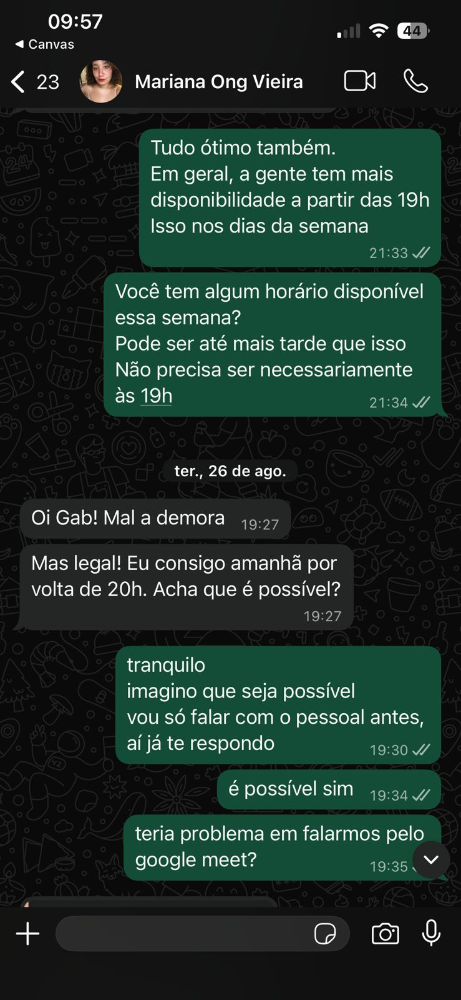 09:57
44
Canvas
23
Mariana Ong Vieira
Tudo ótimo também.
Em geral, a gente tem mais
disponibilidade a partir das 19h
Isso nos dias da semana
21:33
Você tem algum horário disponível
essa semana?
Pode ser até mais tarde que isso
Não precisa ser necessariamente
às 19h
21:34
ter., 26 de ago.
Oi Gab! Mal a demora
19:27
Mas legal! Eu consigo amanhã por
volta de 20h. Acha que é possível?
19:27
tranquilo
imagino que seja possível
vou só falar com o pessoal antes,
aí já te respondo
19:30
é possível sim
19:34
teria problema em falarmos pelo
google meet?
19:35